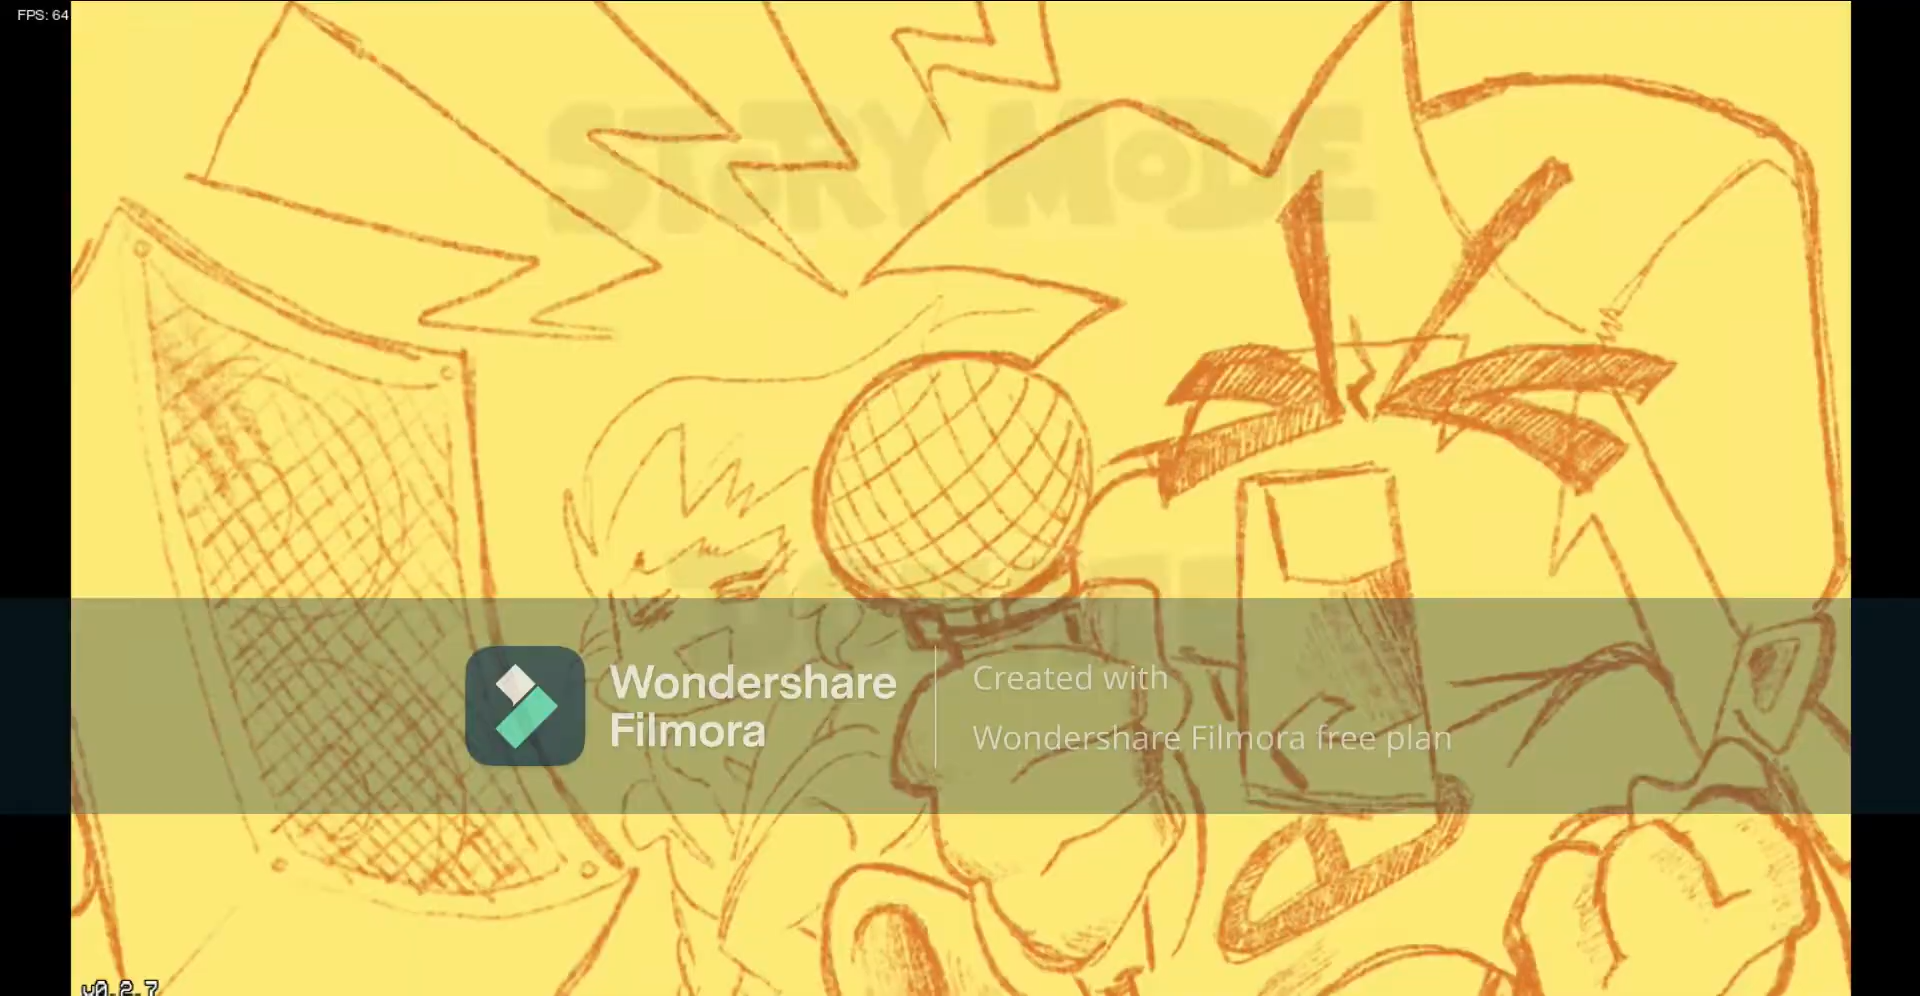 FPS: 64
STORY MODE
Wondershare
Filmora
Created with
Wondershare Filmora free plan
v0.2.7